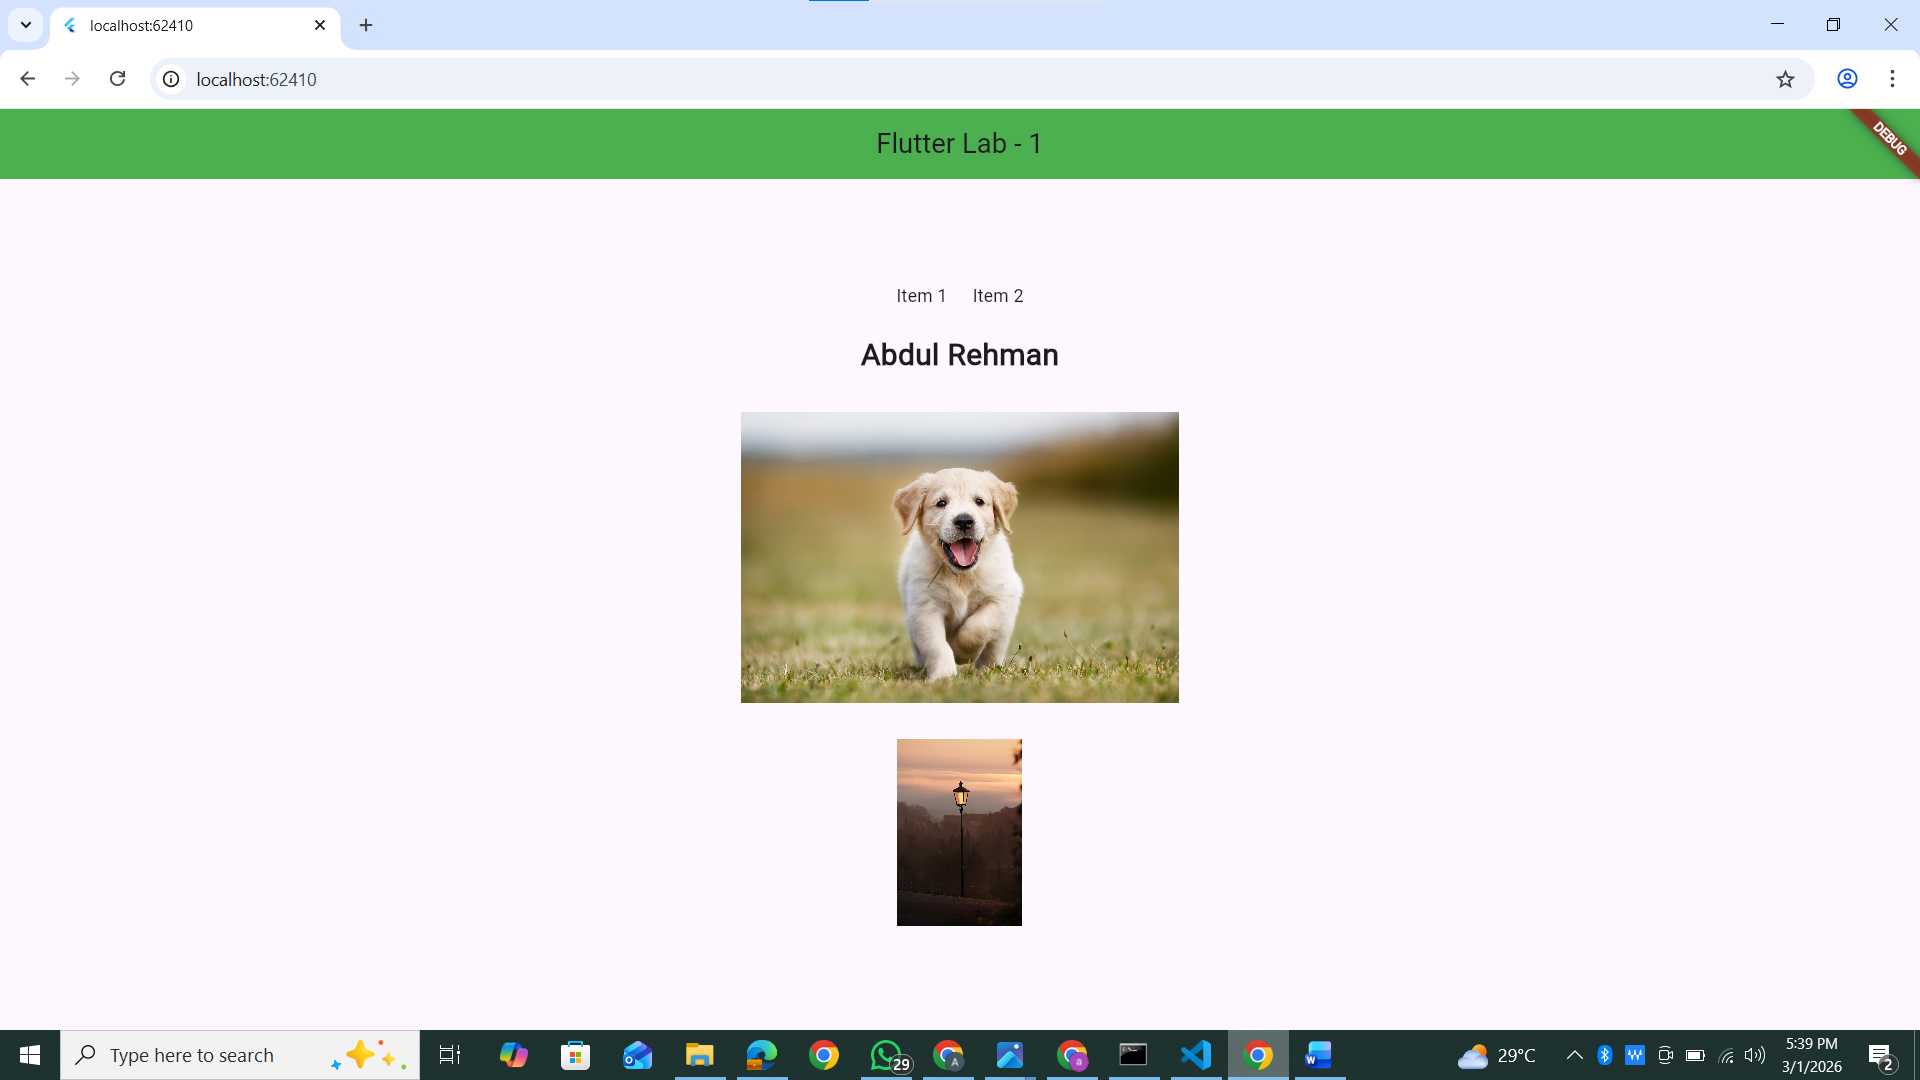 localhost:62410
localhost:62410
Flutter Lab - 1
DEBUG
Item 1 Item 2
Abdul Rehman
Type here to search
29
A
a
29°C
5:39 PM
3/1/2026
2